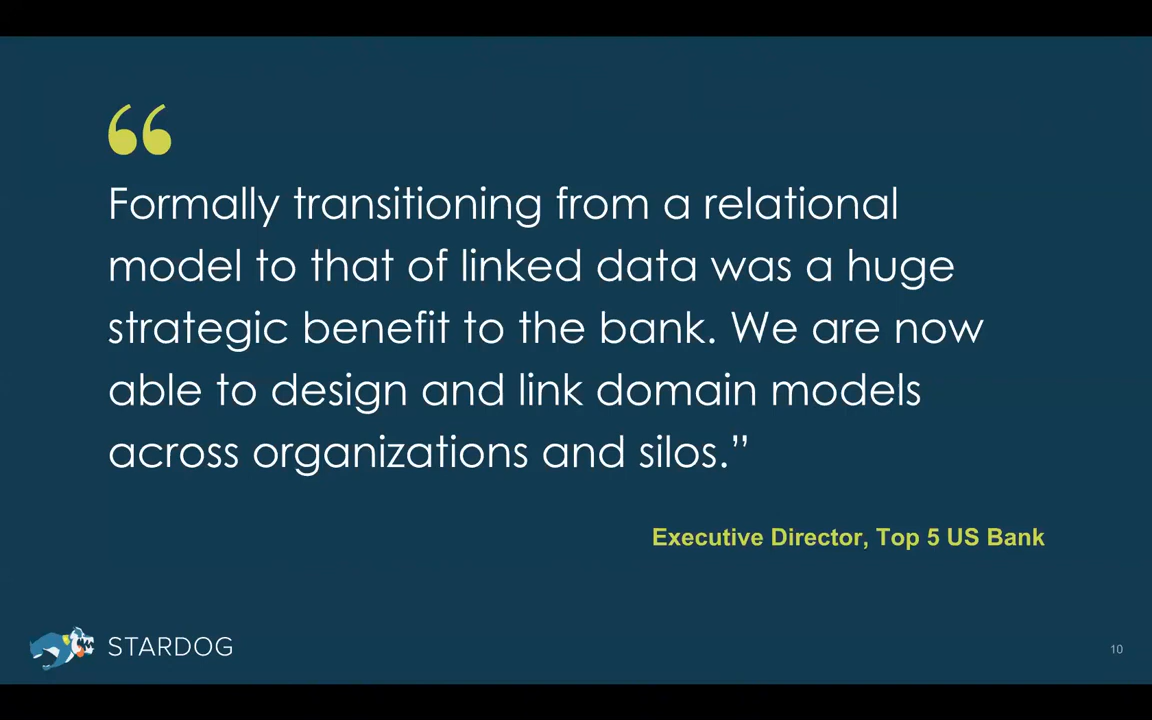 “
Formally transitioning from a relational
model to that of linked data was a huge
strategic benefit to the bank. We are now
able to design and link domain models
across organizations and silos.”
Executive Director, Top 5 US Bank
STARDOG
10